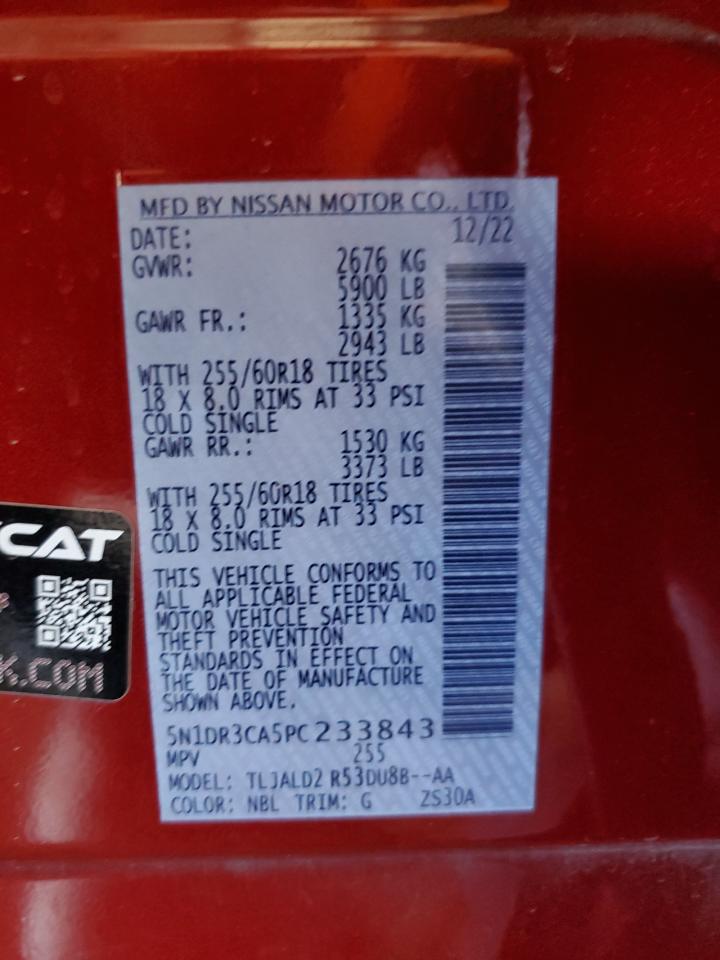 MFD BY NISSAN MOTOR CO., LTD.
DATE: 12/22
GVWR: 2676 KG
5900 LB
GAWR FR.: 1335 KG
2943 LB
WITH 255/60R18 TIRES
18 X 8.0 RIMS AT 33 PSI
COLD SINGLE
GAWR RR.: 1530 KG
3373 LB
WITH 255/60R18 TIRES
18 X 8.0 RIMS AT 33 PSI
COLD SINGLE
THIS VEHICLE CONFORMS TO
ALL APPLICABLE FEDERAL
MOTOR VEHICLE SAFETY AND
THEFT PREVENTION
STANDARDS IN EFFECT ON
THE DATE OF MANUFACTURE
SHOWN ABOVE.
5N1DR3CA5PC233843
MPV 255
MODEL: TLJALD2 R53DU8B--AA
COLOR: NBL TRIM: G ZS30A
CAT
K.COM